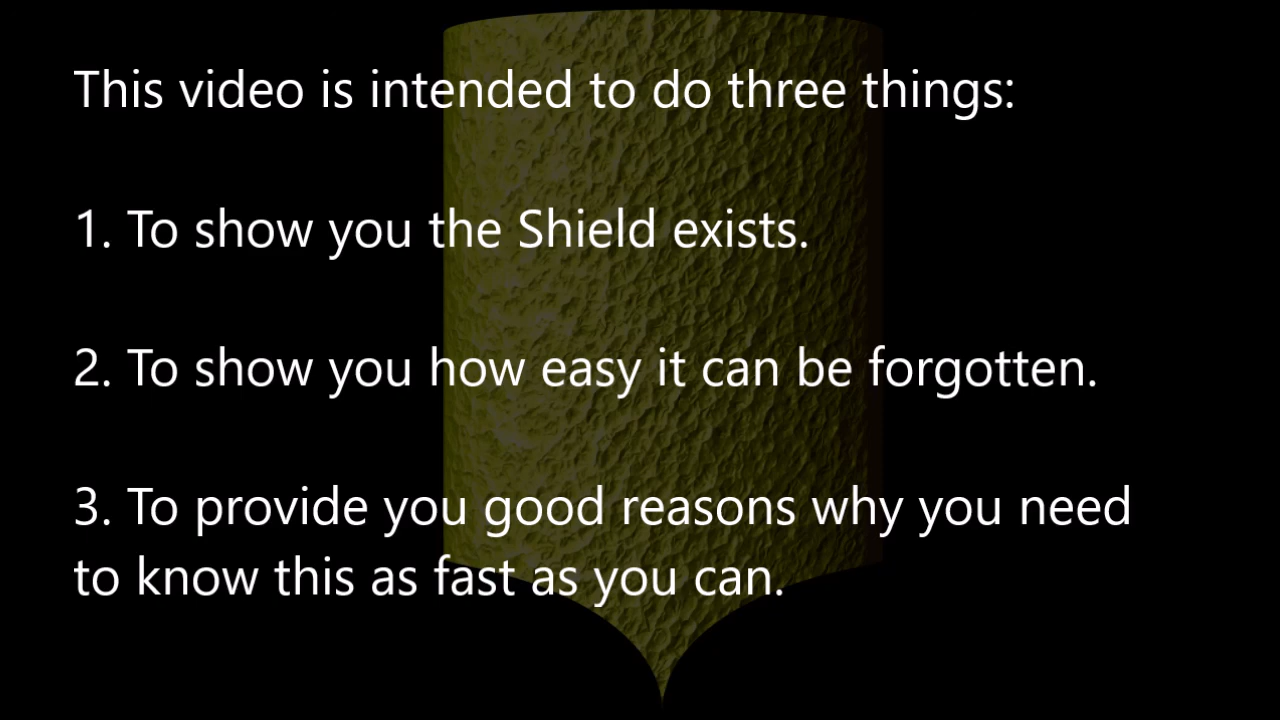 This video is intended to do three things:
1. To show you the Shield exists.
2. To show you how easy it can be forgotten.
3. To provide you good reasons why you need
to know this as fast as you can.